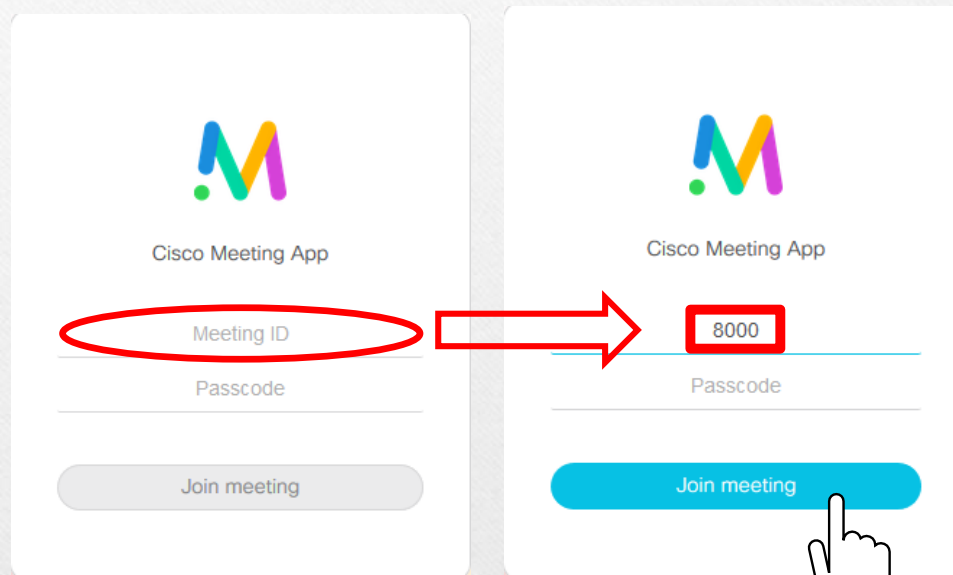 Cisco Meeting App
Meeting ID
Passcode
Join meeting
Cisco Meeting App
8000
Passcode
Join meeting